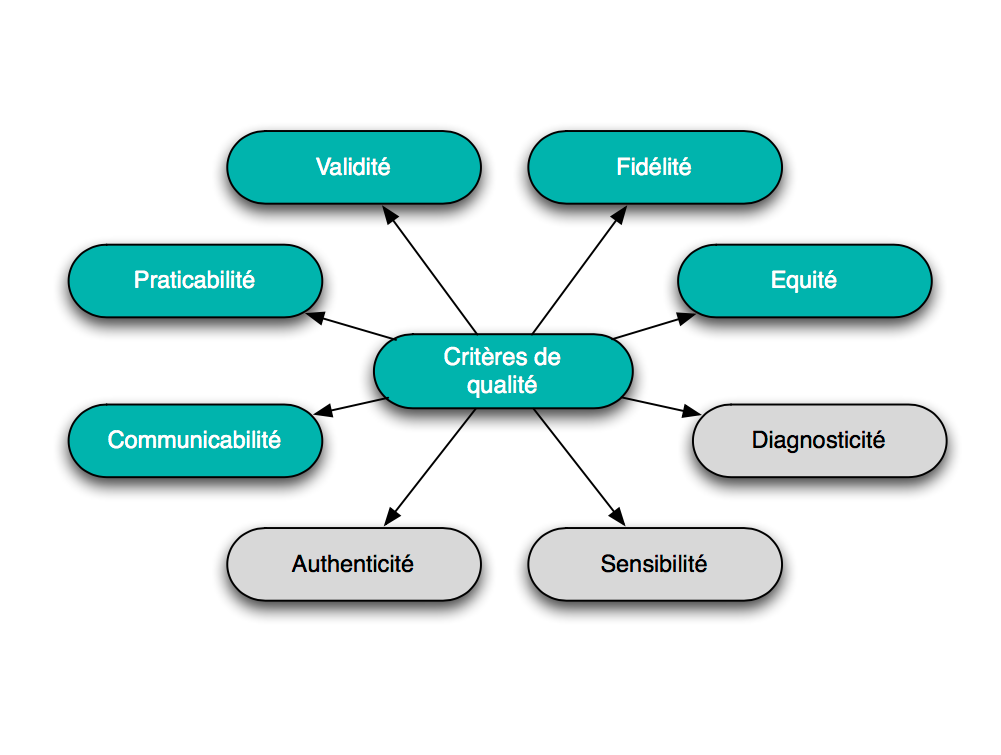 Validité
Fidélité
Praticabilité
Equité
Critères de
qualité
Communicabilité
Diagnosticité
Authenticité
Sensibilité